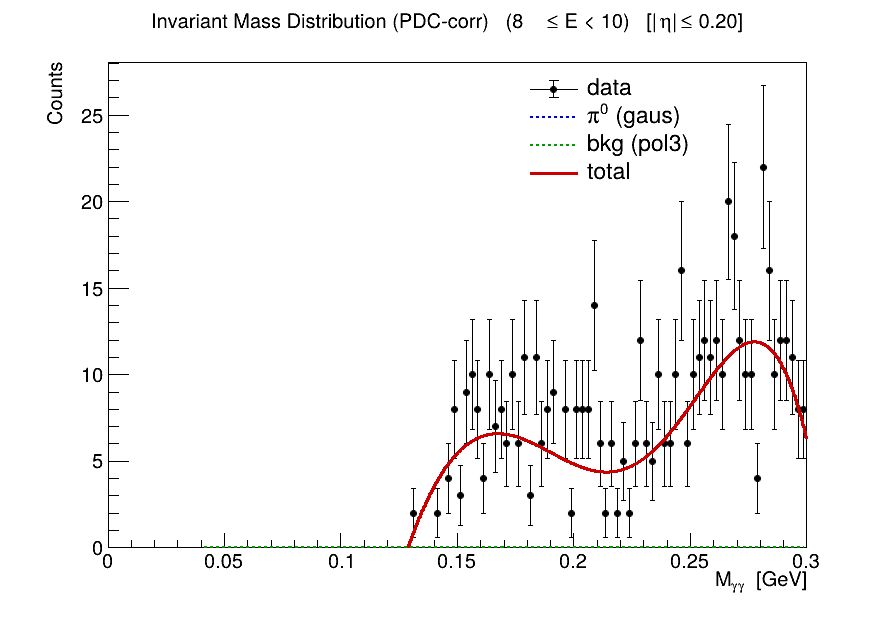 Invariant Mass Distribution (PDC-corr) (8 ≤ E < 10) [|η| ≤ 0.20]
Counts
data
π⁰ (gaus)
bkg (pol3)
total
25
20
15
10
5
0
0 0.05 0.1 0.15 0.2 0.25 0.3
M_γγ [GeV]